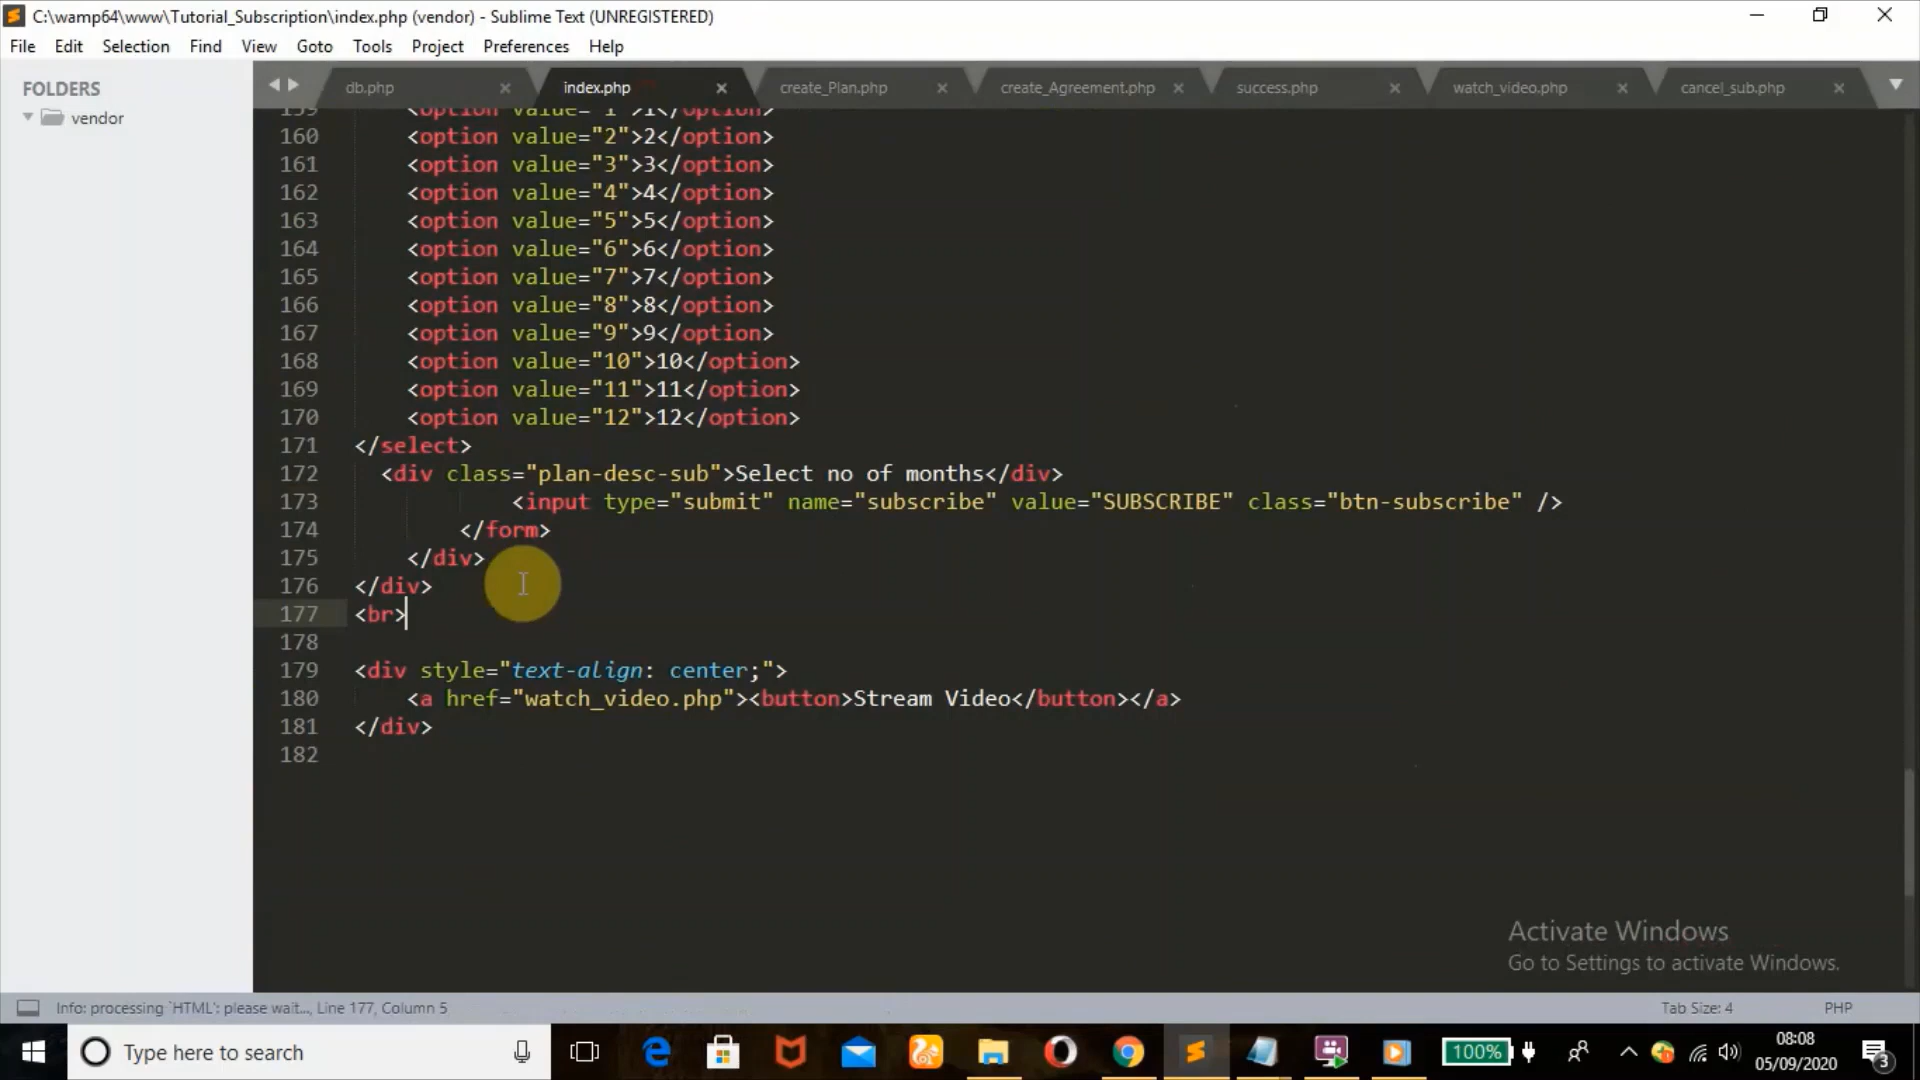 C:\wamp64\www\Tutorial_Subscription\index.php (vendor) - Sublime Text (UNREGISTERED)
File Edit Selection Find View Goto Tools Project Preferences Help
FOLDERS
vendor
db.php index.php create_Plan.php create_Agreement.php success.php watch_video.php cancel_sub.php
159 <option value="1">1</option>
160 <option value="2">2</option>
161 <option value="3">3</option>
162 <option value="4">4</option>
163 <option value="5">5</option>
164 <option value="6">6</option>
165 <option value="7">7</option>
166 <option value="8">8</option>
167 <option value="9">9</option>
168 <option value="10">10</option>
169 <option value="11">11</option>
170 <option value="12">12</option>
171 </select>
172 <div class="plan-desc-sub">Select no of months</div>
173 <input type="submit" name="subscribe" value="SUBSCRIBE" class="btn-subscribe" />
174 </form>
175 </div>
176 </div>
177 <br>
178
179 <div style="text-align: center;">
180 <a href="watch_video.php"><button>Stream Video</button></a>
181 </div>
182
Activate Windows
Go to Settings to activate Windows.
Info: processing `HTML': please wait..., Line 177, Column 5 Tab Size: 4 PHP
Type here to search 100% 08:08
05/09/2020 3